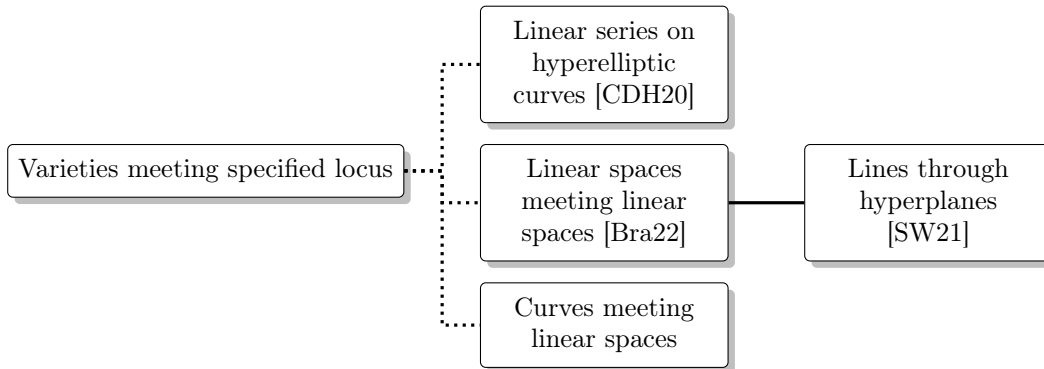 Linear series on
hyperelliptic
curves [CDH20]
Varieties meeting specified locus
Linear spaces
meeting linear
spaces [Bra22]
Lines through
hyperplanes
[SW21]
Curves meeting
linear spaces